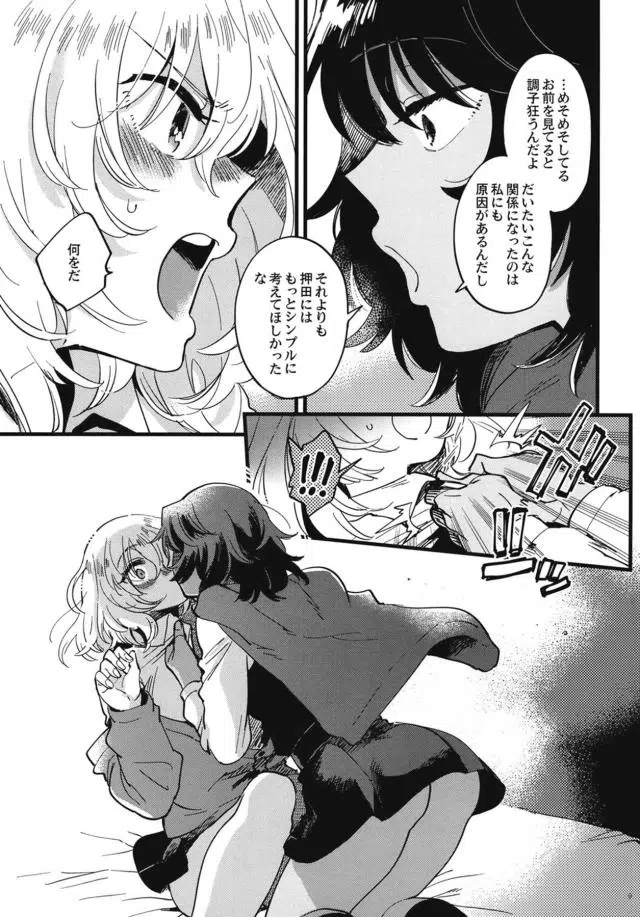 …めそめそしてる
お前を見てると
調子狂うんだよ
だいたいこんな
関係になったのは
私にも
原因があるんだし
それよりも
押田には
もっとシンプルに
考えてほしかった
な
何をだ
グイッ
!!!